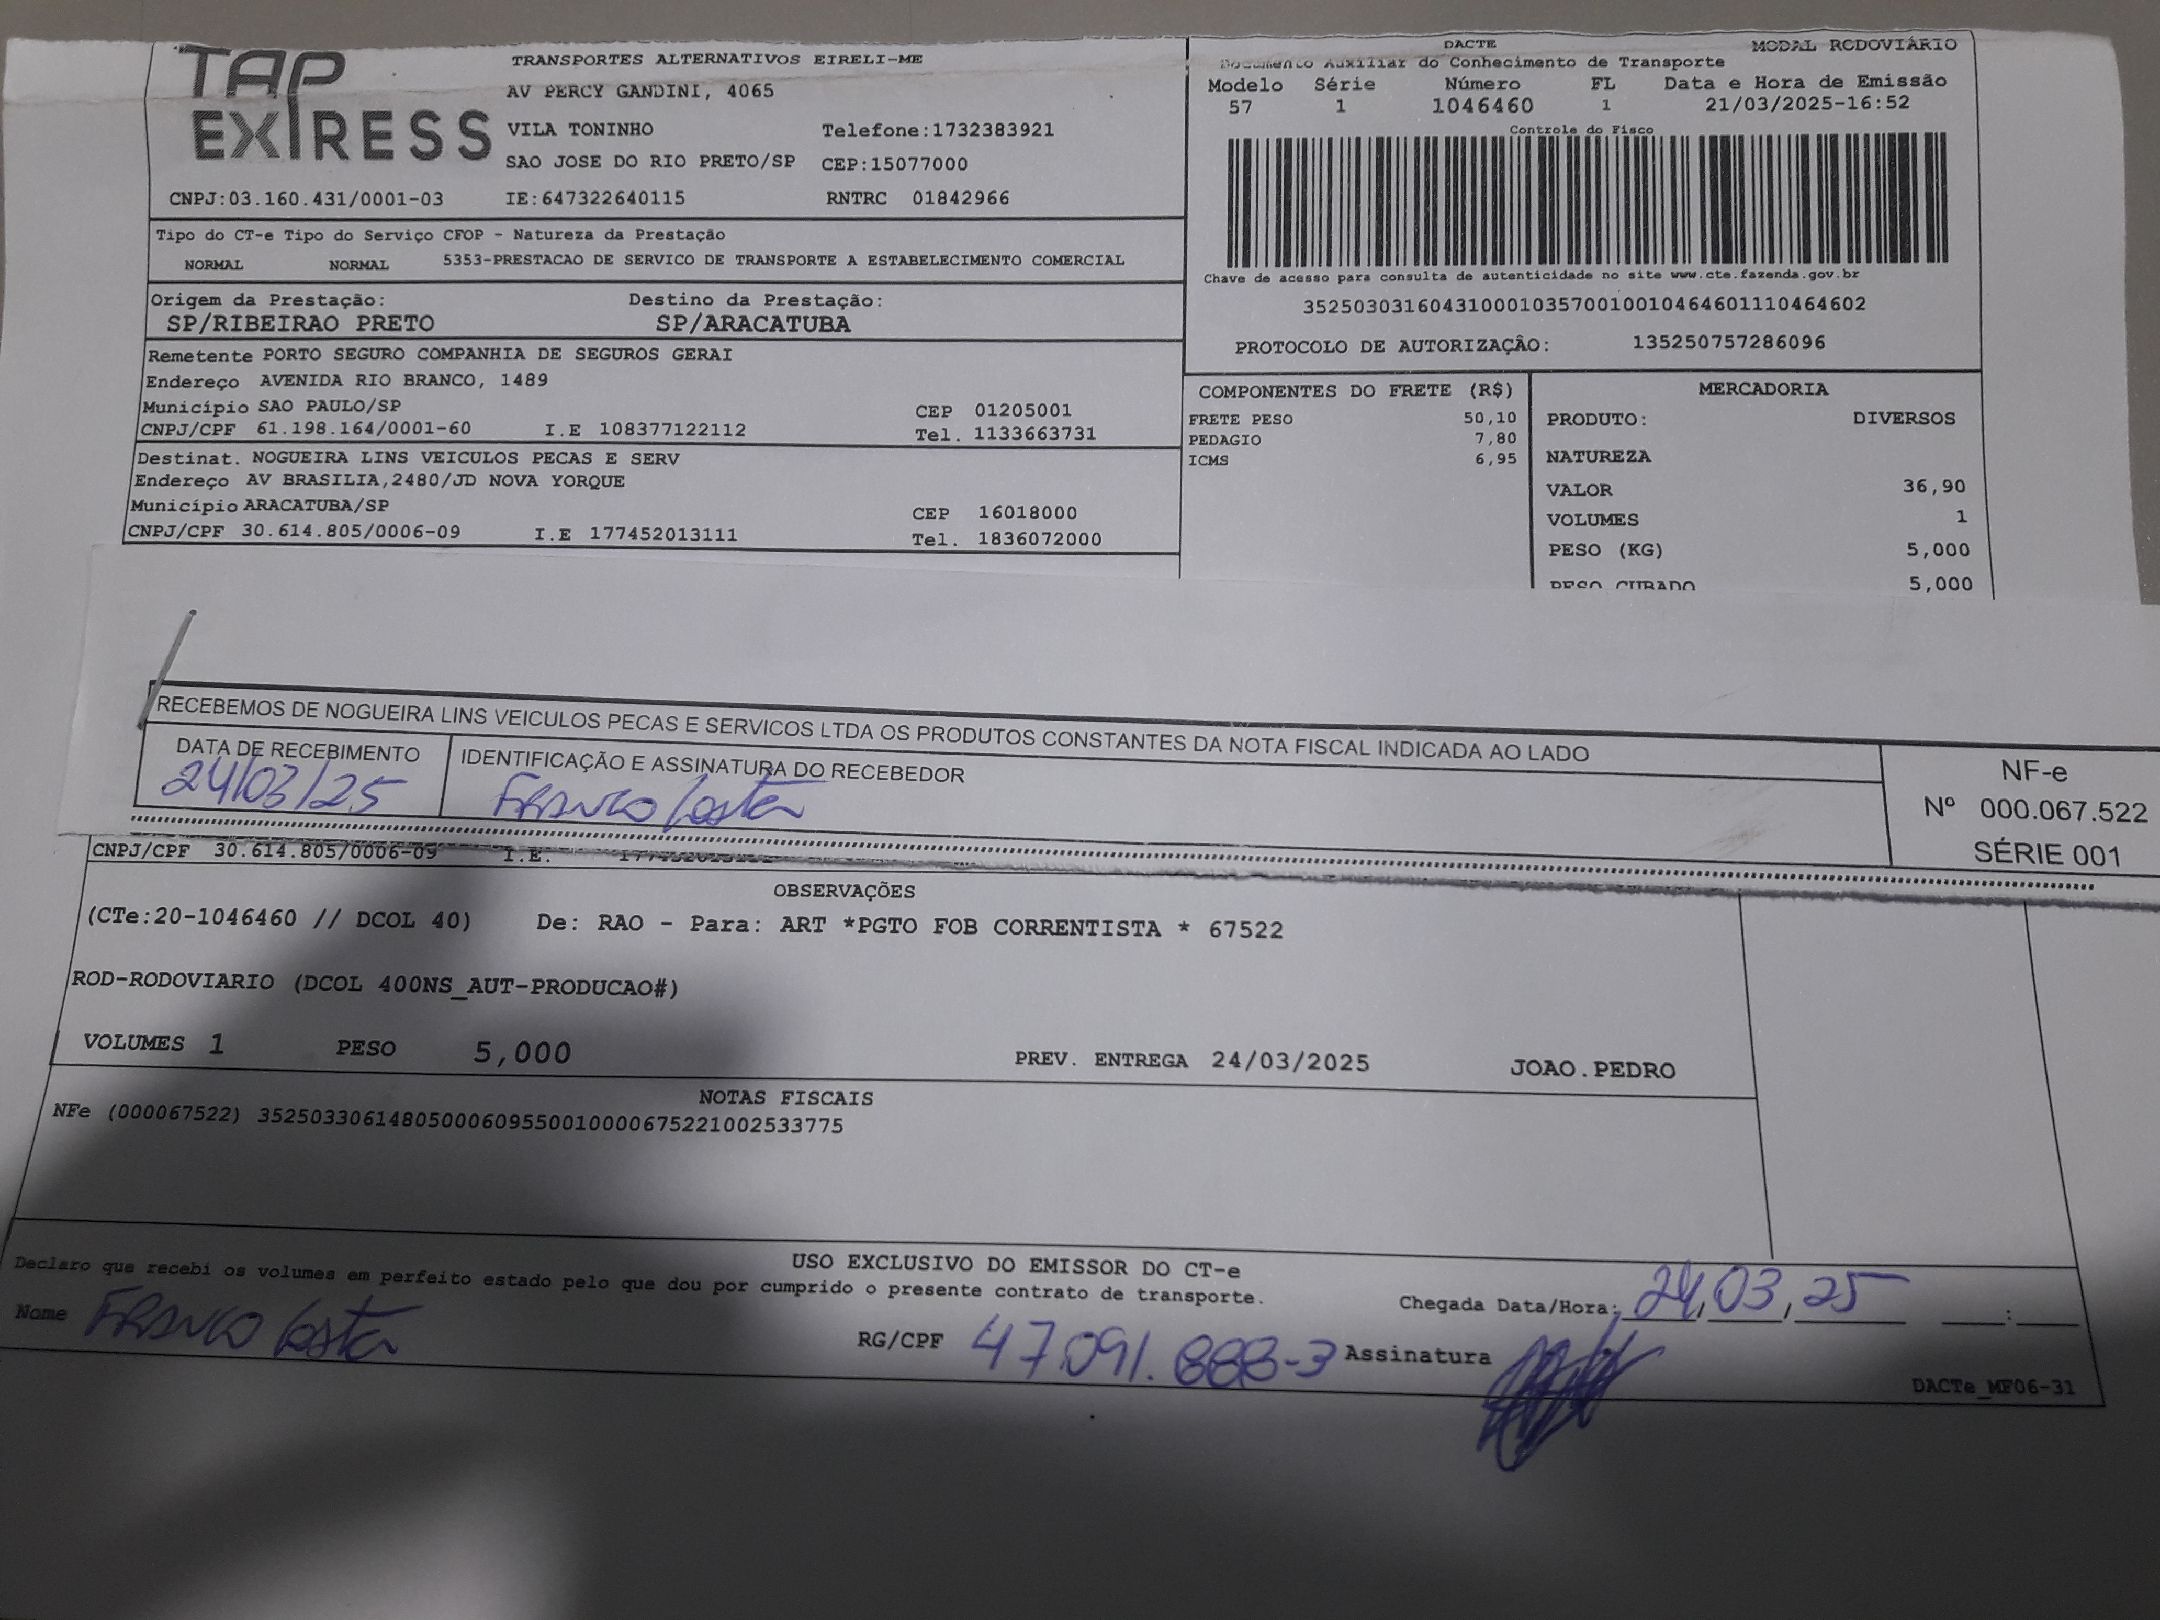 TAP EXPRESS
TRANSPORTES ALTERNATIVOS EIRELI-ME
AV PERCY GANDINI, 4065
VILA TONINHO Telefone:1732383921
SAO JOSE DO RIO PRETO/SP CEP:15077000
CNPJ:03.160.431/0001-03 IE:647322640115 RNTRC 01842966
DACTE MODAL RODOVIÁRIO
Documento Auxiliar do Conhecimento de Transporte
Modelo Série Número FL Data e Hora de Emissão
57 1 1046460 1 21/03/2025-16:52
Controle do Fisco
Chave de acesso para consulta de autenticidade no site www.cte.fazenda.gov.br
35250303160431000103570010010464601110464602
PROTOCOLO DE AUTORIZAÇÃO: 135250757286096
Tipo do CT-e Tipo do Serviço CFOP - Natureza da Prestação
NORMAL NORMAL 5353-PRESTACAO DE SERVICO DE TRANSPORTE A ESTABELECIMENTO COMERCIAL
Origem da Prestação: Destino da Prestação:
SP/RIBEIRAO PRETO SP/ARACATUBA
Remetente PORTO SEGURO COMPANHIA DE SEGUROS GERAI
Endereço AVENIDA RIO BRANCO, 1489
Município SAO PAULO/SP CEP 01205001
CNPJ/CPF 61.198.164/0001-60 I.E 108377122112 Tel. 1133663731
Destinat. NOGUEIRA LINS VEICULOS PECAS E SERV
Endereço AV BRASILIA,2480/JD NOVA YORQUE
Município ARACATUBA/SP CEP 16018000
CNPJ/CPF 30.614.805/0006-09 I.E 177452013111 Tel. 1836072000
COMPONENTES DO FRETE (R$)
FRETE PESO 50,10
PEDAGIO 7,80
ICMS 6,95
MERCADORIA
PRODUTO: DIVERSOS
NATUREZA
VALOR 36,90
VOLUMES 1
PESO (KG) 5,000
PESO CUBADO 5,000
RECEBEMOS DE NOGUEIRA LINS VEICULOS PECAS E SERVICOS LTDA OS PRODUTOS CONSTANTES DA NOTA FISCAL INDICADA AO LADO
DATA DE RECEBIMENTO IDENTIFICAÇÃO E ASSINATURA DO RECEBEDOR
24/03/25 Franco Costa
NF-e
Nº 000.067.522
SÉRIE 001
CNPJ/CPF 30.614.805/0006-09 I.E.
OBSERVAÇÕES
(CTe:20-1046460 // DCOL 40) De: RAO - Para: ART *PGTO FOB CORRENTISTA * 67522
ROD-RODOVIARIO (DCOL 400NS_AUT-PRODUCAO#)
VOLUMES 1 PESO 5,000 PREV. ENTREGA 24/03/2025 JOAO.PEDRO
NOTAS FISCAIS
NFe (000067522) 35250330614805000609550010000675221002533775
USO EXCLUSIVO DO EMISSOR DO CT-e
Declaro que recebi os volumes em perfeito estado pelo que dou por cumprido o presente contrato de transporte.
Chegada Data/Hora: 24,03,25 :
Nome Franco Costa RG/CPF 47.091.888-3 Assinatura
DACTe_MF06-31